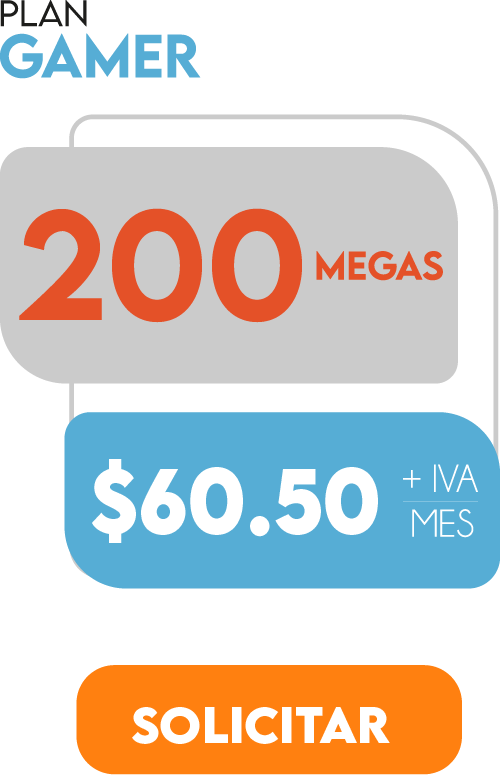 PLAN
GAMER
200 MEGAS
$60.50 + IVA
MES
SOLICITAR